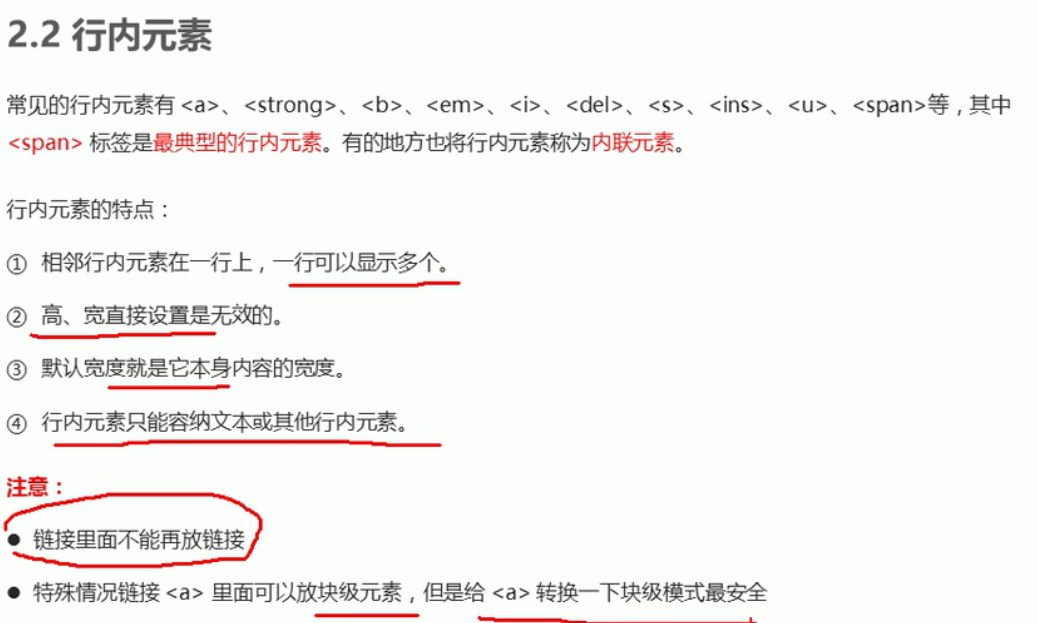 2.2 行内元素
常见的行内元素有 <a>、<strong>、<b>、<em>、<i>、<del>、<s>、<ins>、<u>、<span>等，其中
<span> 标签是最典型的行内元素。有的地方也将行内元素称为内联元素。
行内元素的特点：
① 相邻行内元素在一行上，一行可以显示多个。
② 高、宽直接设置是无效的。
③ 默认宽度就是它本身内容的宽度。
④ 行内元素只能容纳文本或其他行内元素。
注意：
● 链接里面不能再放链接
● 特殊情况链接 <a> 里面可以放块级元素，但是给 <a> 转换一下块级模式最安全